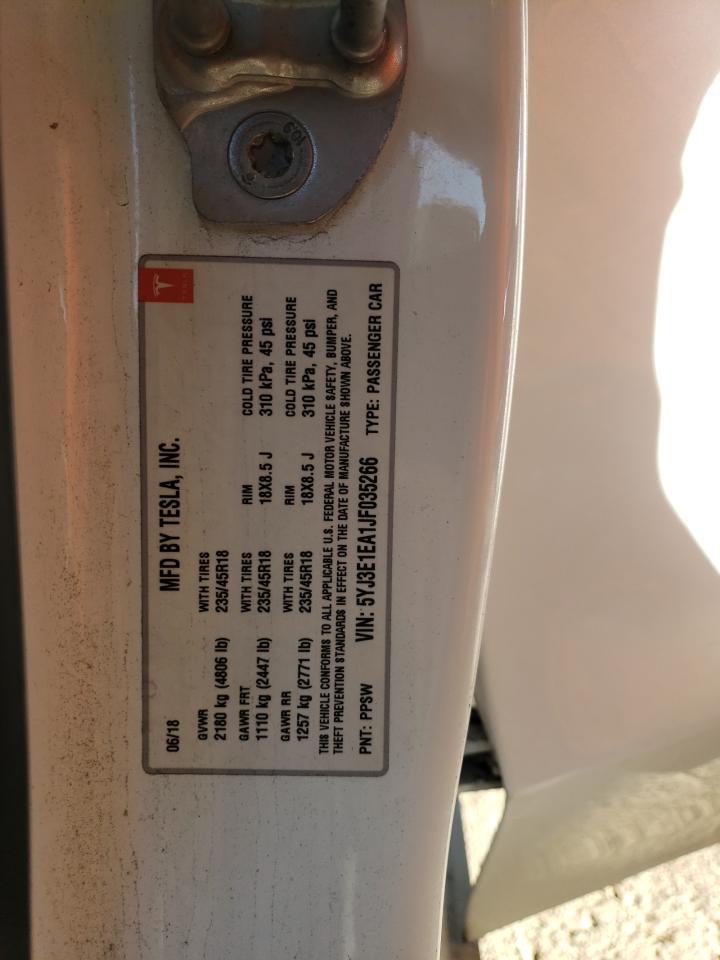 10.9
TESLA
MFD BY TESLA, INC.
06/18
GVWR WITH TIRES
2180 kg (4806 lb) 235/45R18
GAWR FRT WITH TIRES RIM COLD TIRE PRESSURE
1110 kg (2447 lb) 235/45R18 18X8.5 J 310 kPa, 45 psi
GAWR RR WITH TIRES RIM COLD TIRE PRESSURE
1257 kg (2771 lb) 235/45R18 18X8.5 J 310 kPa, 45 psi
THIS VEHICLE CONFORMS TO ALL APPLICABLE U.S. FEDERAL MOTOR VEHICLE SAFETY, BUMPER, AND
THEFT PREVENTION STANDARDS IN EFFECT ON THE DATE OF MANUFACTURE SHOWN ABOVE.
PNT: PPSW VIN: 5YJ3E1EA1JF035266 TYPE: PASSENGER CAR